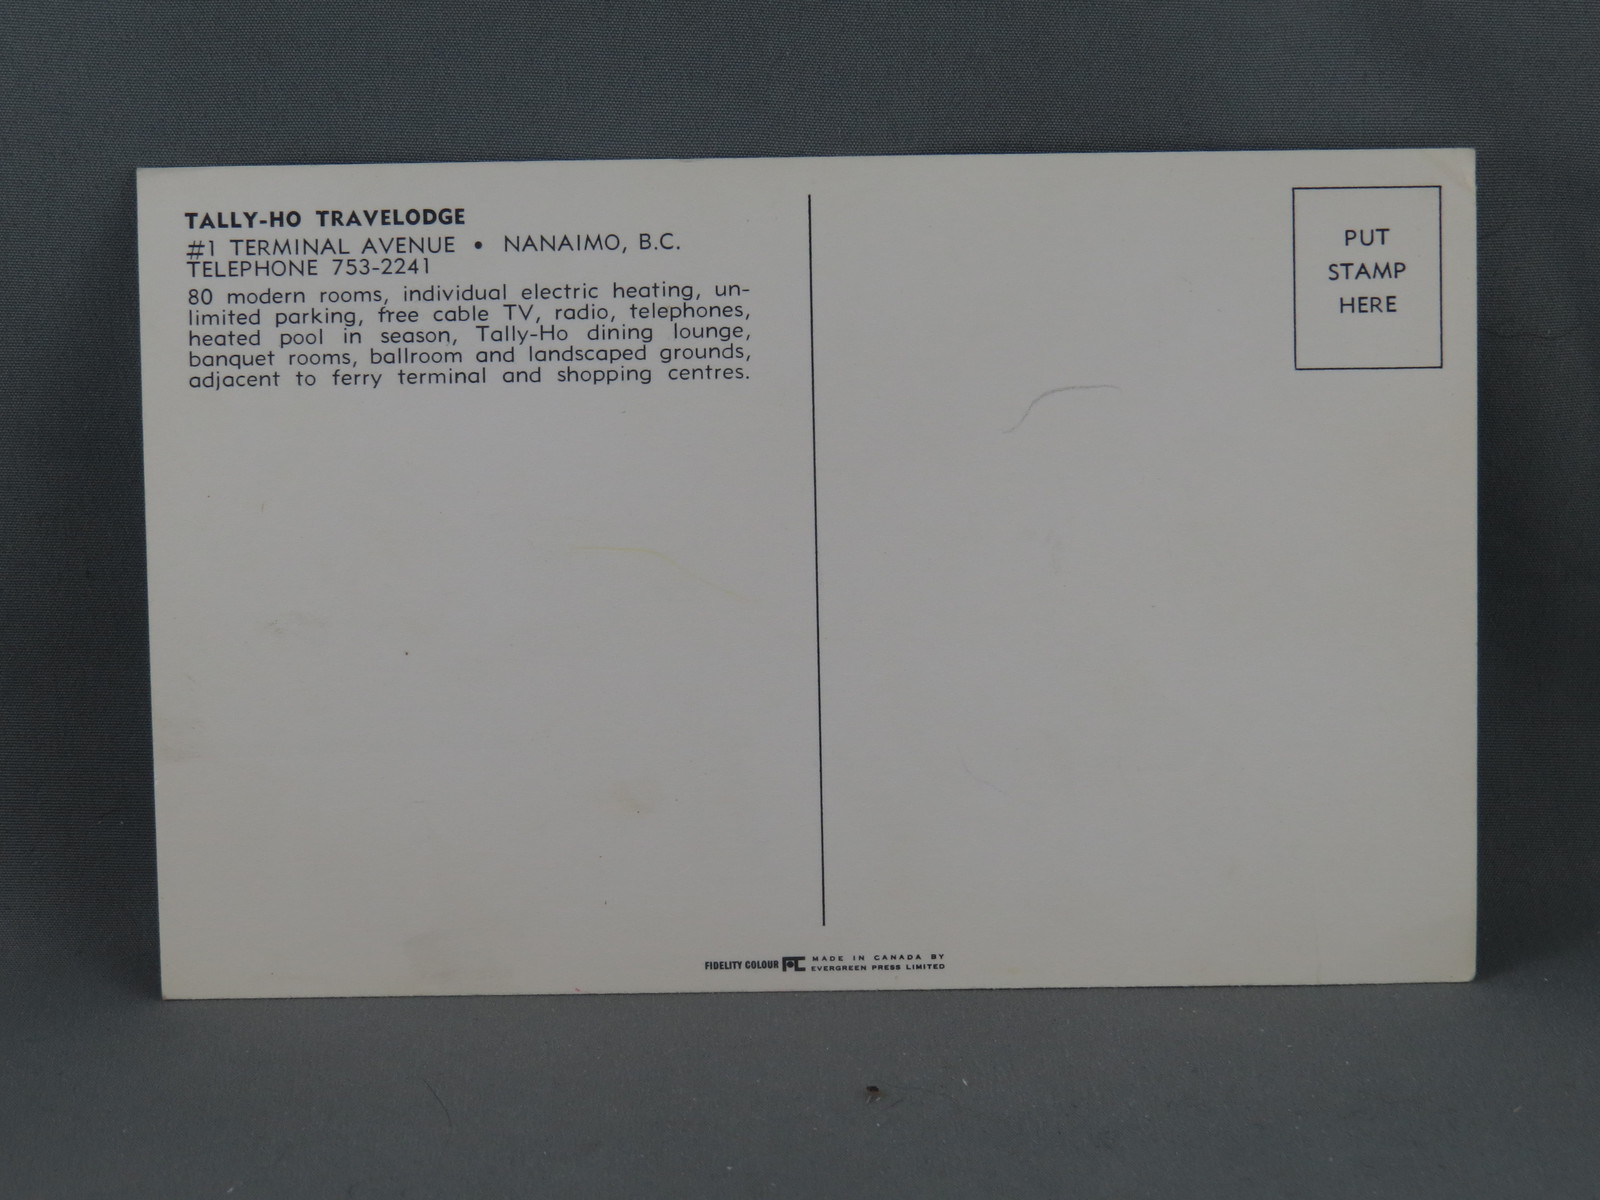 TALLY-HO TRAVELODGE
#1 TERMINAL AVENUE • NANAIMO, B.C.
TELEPHONE 753-2241
80 modern rooms, individual electric heating, un-
limited parking, free cable TV, radio, telephones,
heated pool in season, Tally-Ho dining lounge,
banquet rooms, ballroom and landscaped grounds,
adjacent to ferry terminal and shopping centres.
PUT
STAMP
HERE
FIDELITY COLOUR
MADE IN CANADA BY
EVERGREEN PRESS LIMITED